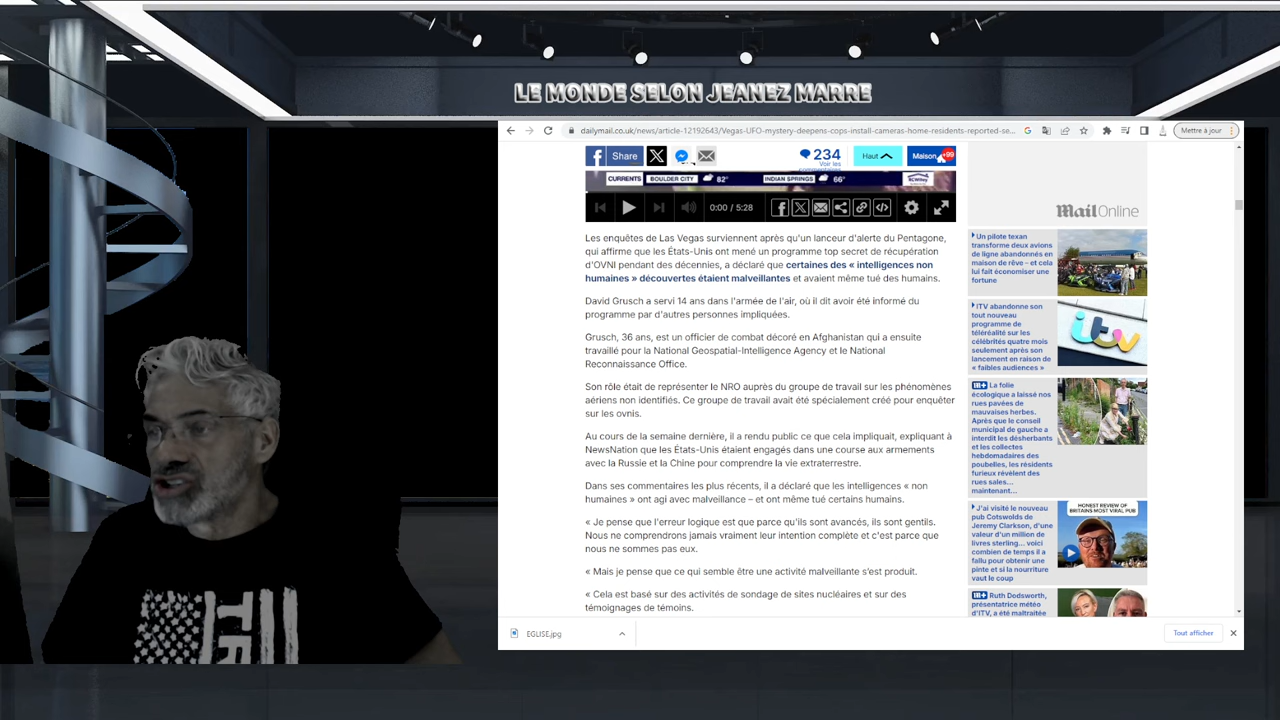 LE MONDE SELON JEANEZ MARRE
dailymail.co.uk/news/article-12192643/Vegas-UFO-mystery-deepens-cops-install-cameras-home-residents-reported-se...
Mettre à jour
Share
234
Voir les
commentaires
Haut
Maison
+99
CURRENTS
BOULDER CITY
82°
INDIAN SPRINGS
66°
0:00 / 5:28
Les enquêtes de Las Vegas surviennent après qu'un lanceur d'alerte du Pentagone,
qui affirme que les États-Unis ont mené un programme top secret de récupération
d'OVNI pendant des décennies, a déclaré que certaines des « intelligences non
humaines » découvertes étaient malveillantes et avaient même tué des humains.
David Grusch a servi 14 ans dans l'armée de l'air, où il dit avoir été informé du
programme par d'autres personnes impliquées.
Grusch, 36 ans, est un officier de combat décoré en Afghanistan qui a ensuite
travaillé pour la National Geospatial-Intelligence Agency et le National
Reconnaissance Office.
Son rôle était de représenter le NRO auprès du groupe de travail sur les phénomènes
aériens non identifiés. Ce groupe de travail avait été spécialement créé pour enquêter
sur les ovnis.
Au cours de la semaine dernière, il a rendu public ce que cela impliquait, expliquant à
NewsNation que les États-Unis étaient engagés dans une course aux armements
avec la Russie et la Chine pour comprendre la vie extraterrestre.
Dans ses commentaires les plus récents, il a déclaré que les intelligences « non
humaines » ont agi avec malveillance – et ont même tué certains humains.
« Je pense que l'erreur logique est que parce qu'ils sont avancés, ils sont gentils.
Nous ne comprendrons jamais vraiment leur intention complète et c'est parce que
nous ne sommes pas eux.
« Mais je pense que ce qui semble être une activité malveillante s'est produit.
« Cela est basé sur des activités de sondage de sites nucléaires et sur des
témoignages de témoins.
Mail Online
Un pilote texan
transforme deux avions
de ligne abandonnés en
maison de rêve – et cela
lui fait économiser une
fortune
ITV abandonne son
tout nouveau
programme de
téléréalité sur les
célébrités quatre mois
seulement après son
lancement en raison de
« faibles audiences »
itv
M+ La folie
écologique a laissé nos
rues pavées de
mauvaises herbes.
Après que le conseil
municipal de gauche a
interdit les désherbants
et les collectes
hebdomadaires des
poubelles, les résidents
furieux révèlent des
rues sales...
maintenant...
J'ai visité le nouveau
pub Cotswolds de
Jeremy Clarkson, d'une
valeur d'un million de
livres sterling... voici
combien de temps il a
fallu pour obtenir une
pinte et si la nourriture
vaut le coup
HONEST REVIEW OF
BRITAINS MOST VIRAL PUB
M+ Ruth Dodsworth,
présentatrice météo
d'ITV, a été maltraitée
EGLISE.jpg
Tout afficher